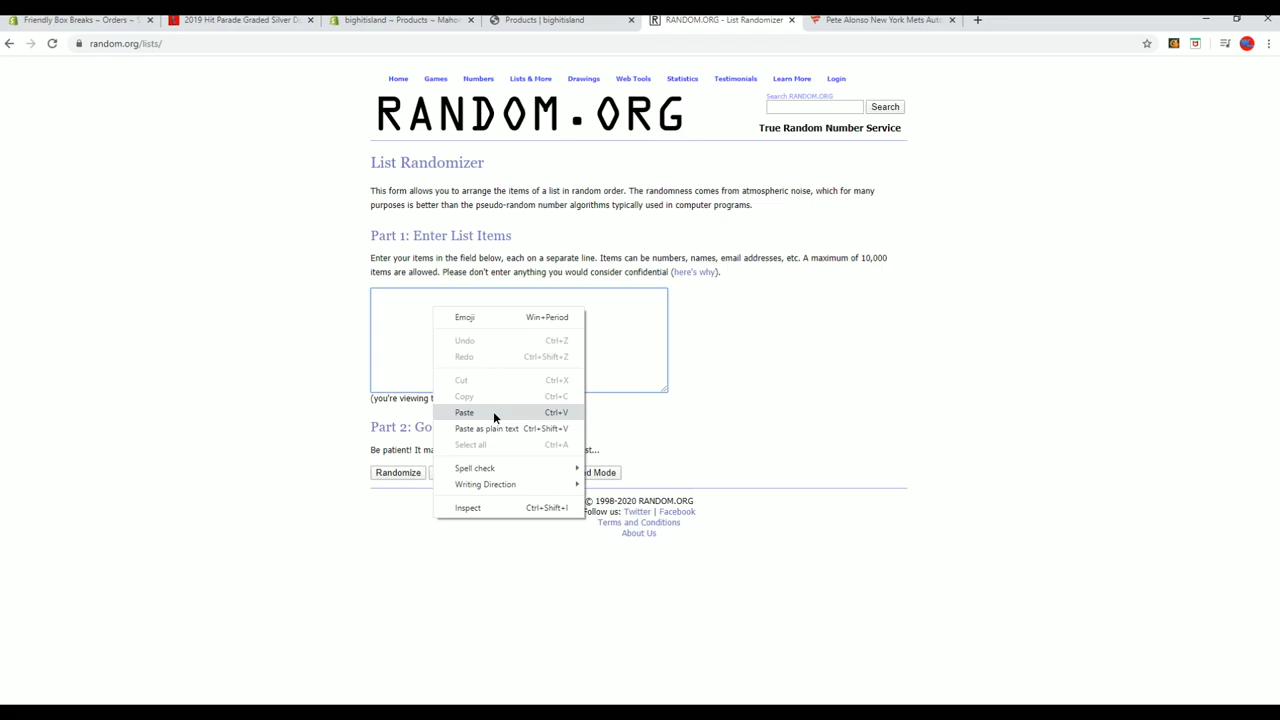 Friendly Box Breaks ~ Orders ~
2019 Hit Parade Graded Silver D
bighitisland ~ Products ~ Maho
Products | bighitisland
RANDOM.ORG - List Randomizer
Pete Alonso New York Mets Aut
random.org/lists/
Home Games Numbers Lists & More Drawings Web Tools Statistics Testimonials Learn More Login
RANDOM.ORG
Search RANDOM.ORG
Search
True Random Number Service
List Randomizer
This form allows you to arrange the items of a list in random order. The randomness comes from atmospheric noise, which for many
purposes is better than the pseudo-random number algorithms typically used in computer programs.
Part 1: Enter List Items
Enter your items in the field below, each on a separate line. Items can be numbers, names, email addresses, etc. A maximum of 10,000
items are allowed. Please don't enter anything you would consider confidential (here's why).
Emoji Win+Period
Undo Ctrl+Z
Redo Ctrl+Shift+Z
Cut Ctrl+X
Copy Ctrl+C
Paste Ctrl+V
Paste as plain text Ctrl+Shift+V
Select all Ctrl+A
Spell check
Writing Direction
Inspect Ctrl+Shift+I
(you're viewing t
Part 2: Go
Be patient! It ma st...
Randomize d Mode
© 1998-2020 RANDOM.ORG
Follow us: Twitter | Facebook
Terms and Conditions
About Us